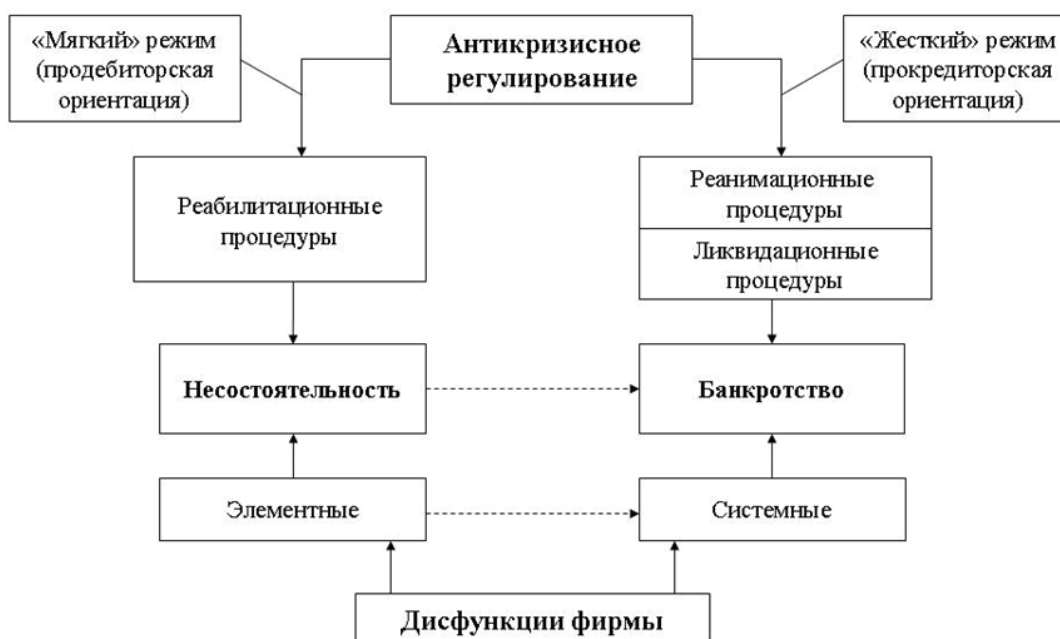 «Мягкий» режим
(продебиторская
ориентация)
Антикризисное
регулирование
«Жесткий» режим
(прокредиторская
ориентация)
Реабилитационные
процедуры
Реанимационные
процедуры
Ликвидационные
процедуры
Несостоятельность
Банкротство
Элементные
Системные
Дисфункции фирмы